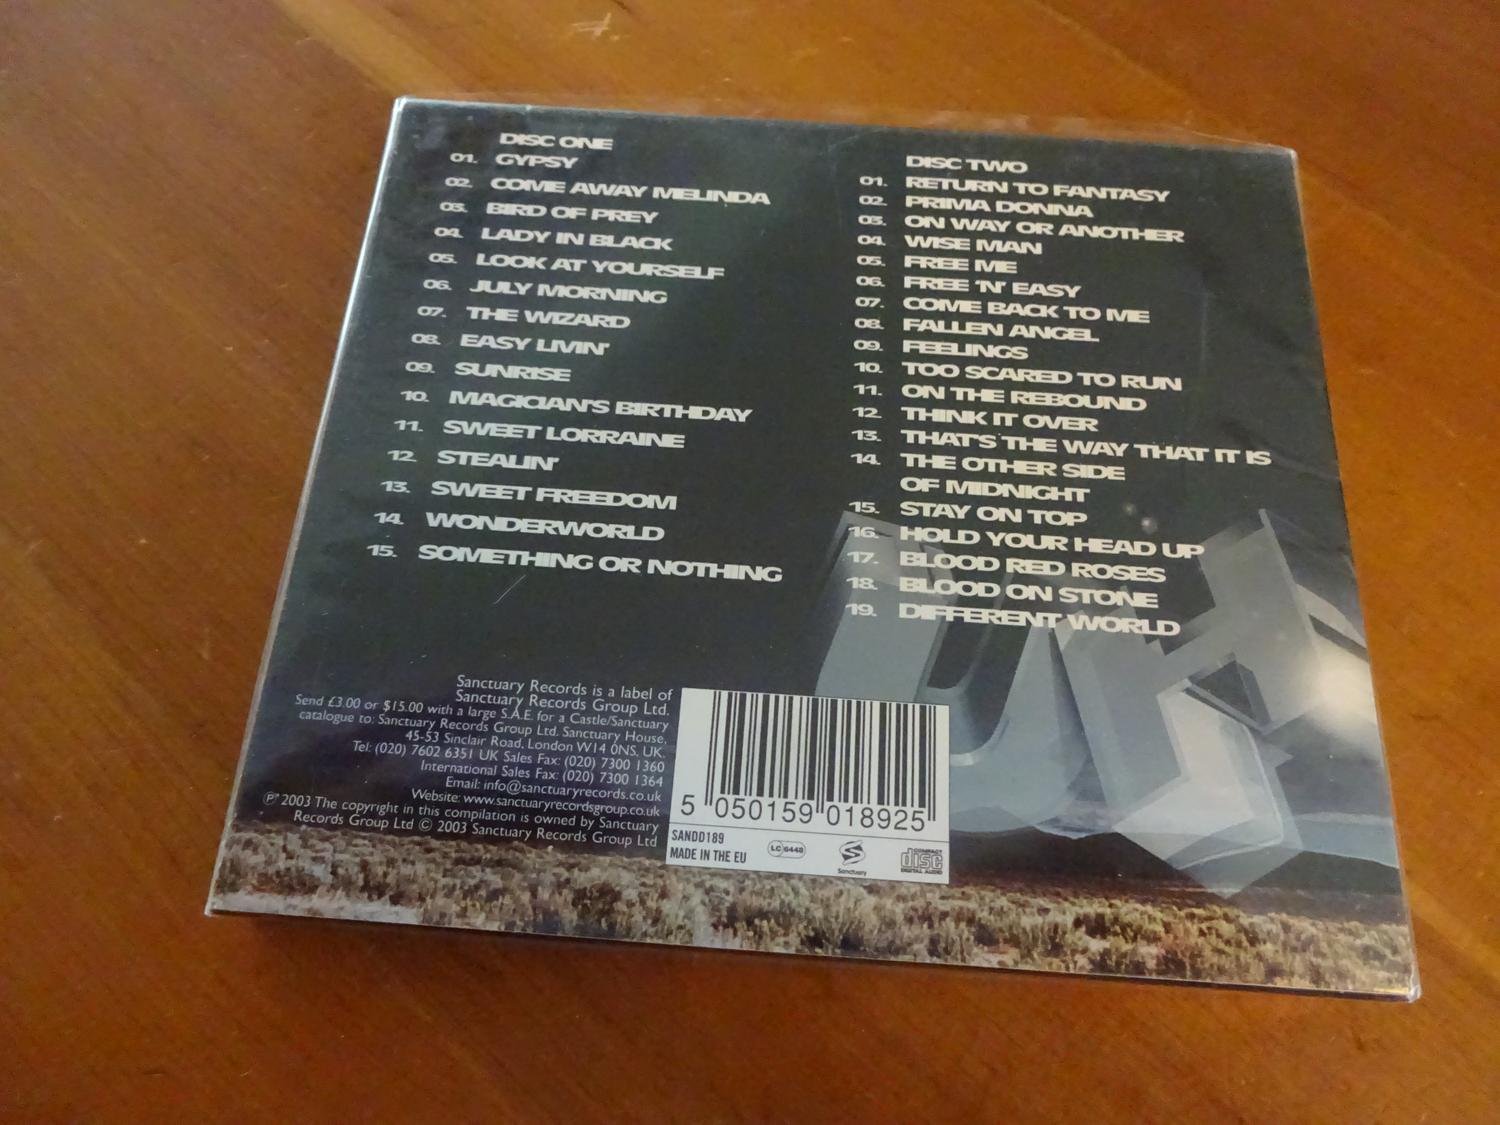 DISC ONE
01. GYPSY
02. COME AWAY MELINDA
03. BIRD OF PREY
04. LADY IN BLACK
05. LOOK AT YOURSELF
06. JULY MORNING
07. THE WIZARD
08. EASY LIVIN'
09. SUNRISE
10. MAGICIAN'S BIRTHDAY
11. SWEET LORRAINE
12. STEALIN'
13. SWEET FREEDOM
14. WONDERWORLD
15. SOMETHING OR NOTHING
DISC TWO
01. RETURN TO FANTASY
02. PRIMA DONNA
03. ON WAY OR ANOTHER
04. WISE MAN
05. FREE ME
06. FREE 'N' EASY
07. COME BACK TO ME
08. FALLEN ANGEL
09. FEELINGS
10. TOO SCARED TO RUN
11. ON THE REBOUND
12. THINK IT OVER
13. THAT'S THE WAY THAT IT IS
14. THE OTHER SIDE
OF MIDNIGHT
15. STAY ON TOP
16. HOLD YOUR HEAD UP
17. BLOOD RED ROSES
18. BLOOD ON STONE
19. DIFFERENT WORLD
UH
Sanctuary Records is a label of
Sanctuary Records Group Ltd.
Send £3.00 or $15.00 with a large S.A.E. for a Castle/Sanctuary
catalogue to: Sanctuary Records Group Ltd. Sanctuary House,
45-53 Sinclair Road, London W14 0NS, UK
Tel: (020) 7602 6351 UK Sales Fax: (020) 7300 1360
International Sales Fax: (020) 7300 1364
Email: info@sanctuaryrecords.co.uk
Website: www.sanctuaryrecordsgroup.co.uk
℗ 2003 The copyright in this compilation is owned by Sanctuary
Records Group Ltd © 2003 Sanctuary Records Group Ltd
5 050159 018925
SANDD189
MADE IN THE EU
LC 6448
Sanctuary
COMPACT
disc
DIGITAL AUDIO